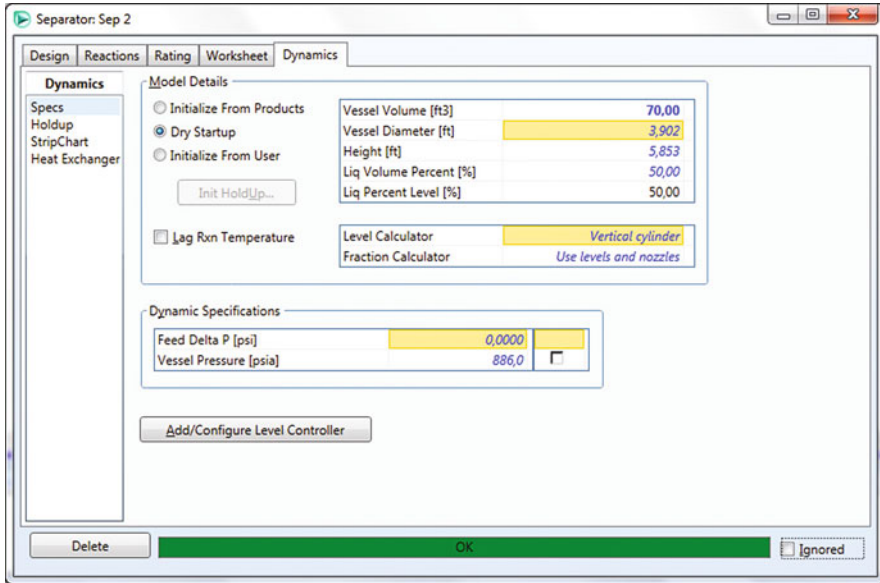 Separator: Sep 2
Design Reactions Rating Worksheet Dynamics
Dynamics
Specs
Holdup
StripChart
Heat Exchanger
Model Details
Initialize From Products
Dry Startup
Initialize From User
Init HoldUp...
Lag Rxn Temperature
Vessel Volume [ft3] 70,00
Vessel Diameter [ft] 3,902
Height [ft] 5,853
Liq Volume Percent [%] 50,00
Liq Percent Level [%] 50,00
Level Calculator Vertical cylinder
Fraction Calculator Use levels and nozzles
Dynamic Specifications
Feed Delta P [psi] 0,0000
Vessel Pressure [psia] 886,0
Add/Configure Level Controller
Delete
OK
Ignored